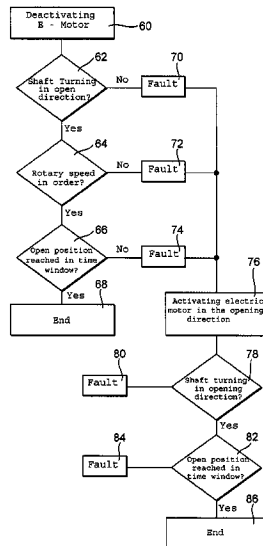 Deactivating
E - Motor
60
62
Shaft Turning
in open
direction?
No
70
Fault
Yes
64
Rotary speed
in order?
No
72
Fault
Yes
66
Open position
reached in time
window?
No
74
Fault
Yes
68
End
76
Activating electric
motor in the opening
direction
78
80
Fault
Shaft turning
in opening
direction?
Yes
82
84
Fault
Open position
reached in
time window?
Yes
86
End